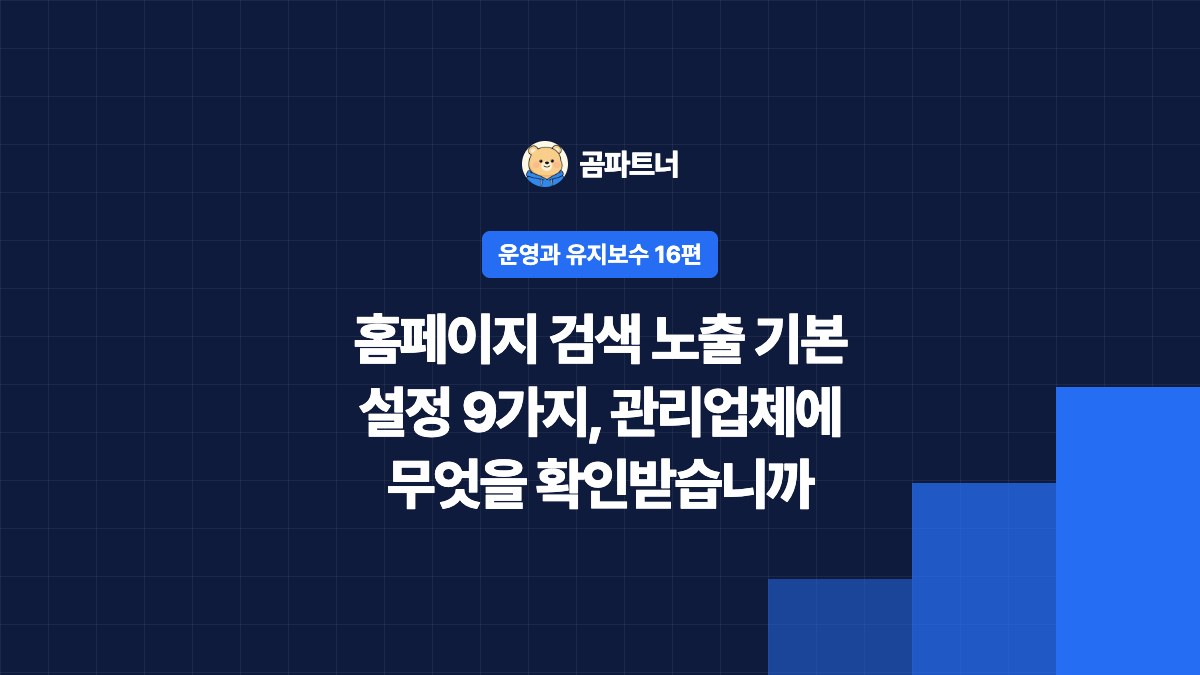 곰파트너
운영과 유지보수 16편
홈페이지 검색 노출 기본
설정 9가지, 관리업체에
무엇을 확인받습니까